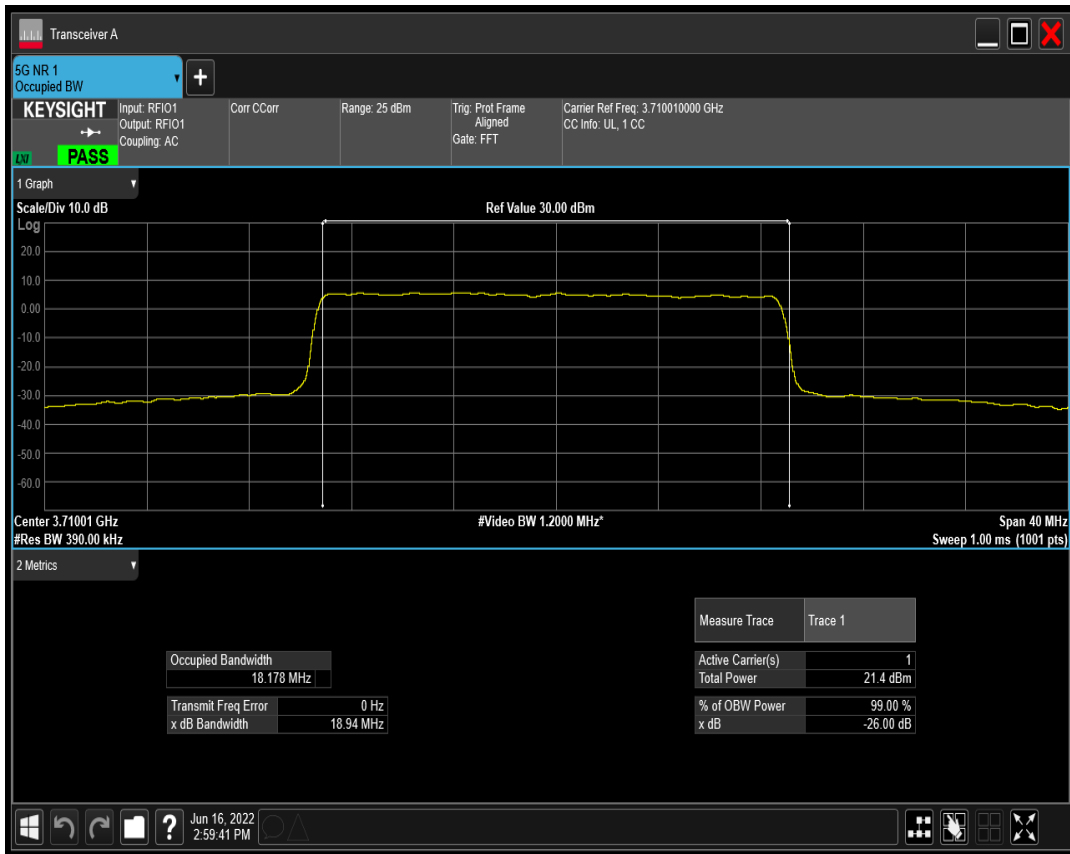 Transceiver A
5G NR 1
Occupied BW
+
KEYSIGHT
Input: RFIO1
Output: RFIO1
Coupling: AC
Corr CCorr
Range: 25 dBm
Trig: Prot Frame
Aligned
Gate: FFT
Carrier Ref Freq: 3.710010000 GHz
CC Info: UL, 1 CC
LXI
PASS
1 Graph
Scale/Div 10.0 dB
Ref Value 30.00 dBm
Log
20.0
10.0
0.00
-10.0
-20.0
-30.0
-40.0
-50.0
-60.0
Center 3.71001 GHz
#Video BW 1.2000 MHz*
Span 40 MHz
#Res BW 390.00 kHz
Sweep 1.00 ms (1001 pts)
2 Metrics
Measure Trace Trace 1
Occupied Bandwidth
18.178 MHz
Active Carrier(s) 1
Total Power 21.4 dBm
Transmit Freq Error 0 Hz
x dB Bandwidth 18.94 MHz
% of OBW Power 99.00 %
x dB -26.00 dB
?
Jun 16, 2022
2:59:41 PM